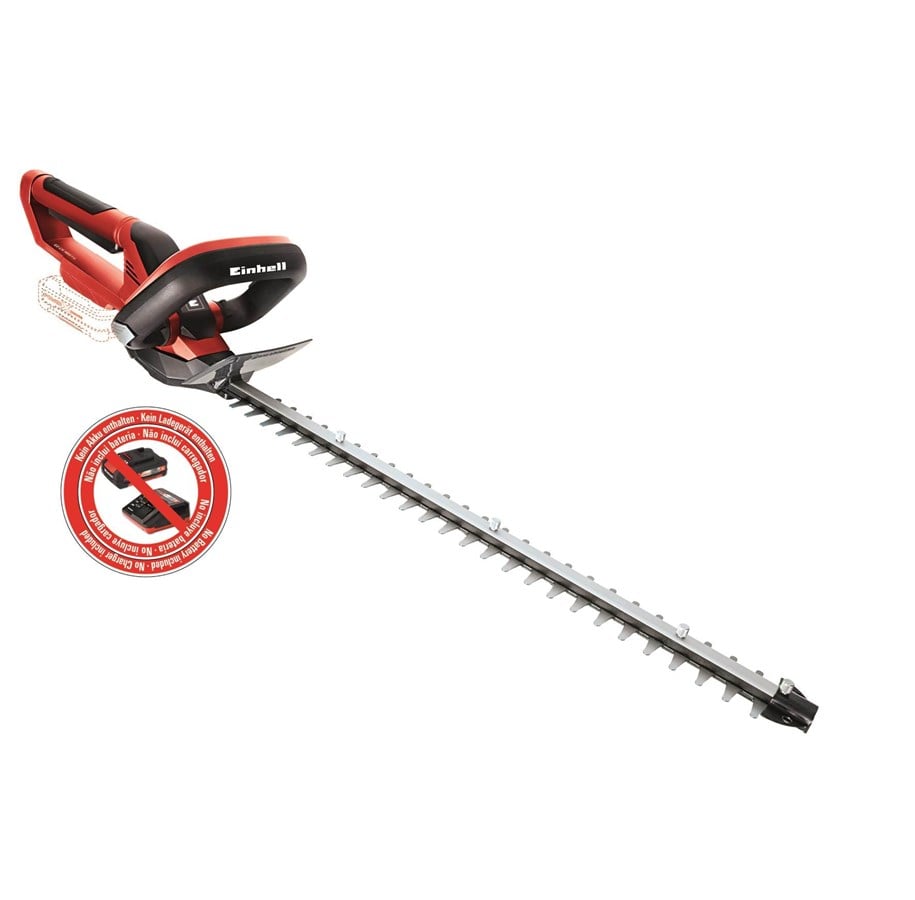 Einhell
Kein Akku enthalten · Kein Ladegerät enthalten
Não inclui bateria · Não inclui carregador
No incluye bateria · No incluye cargador
No Battery included · No Charger included